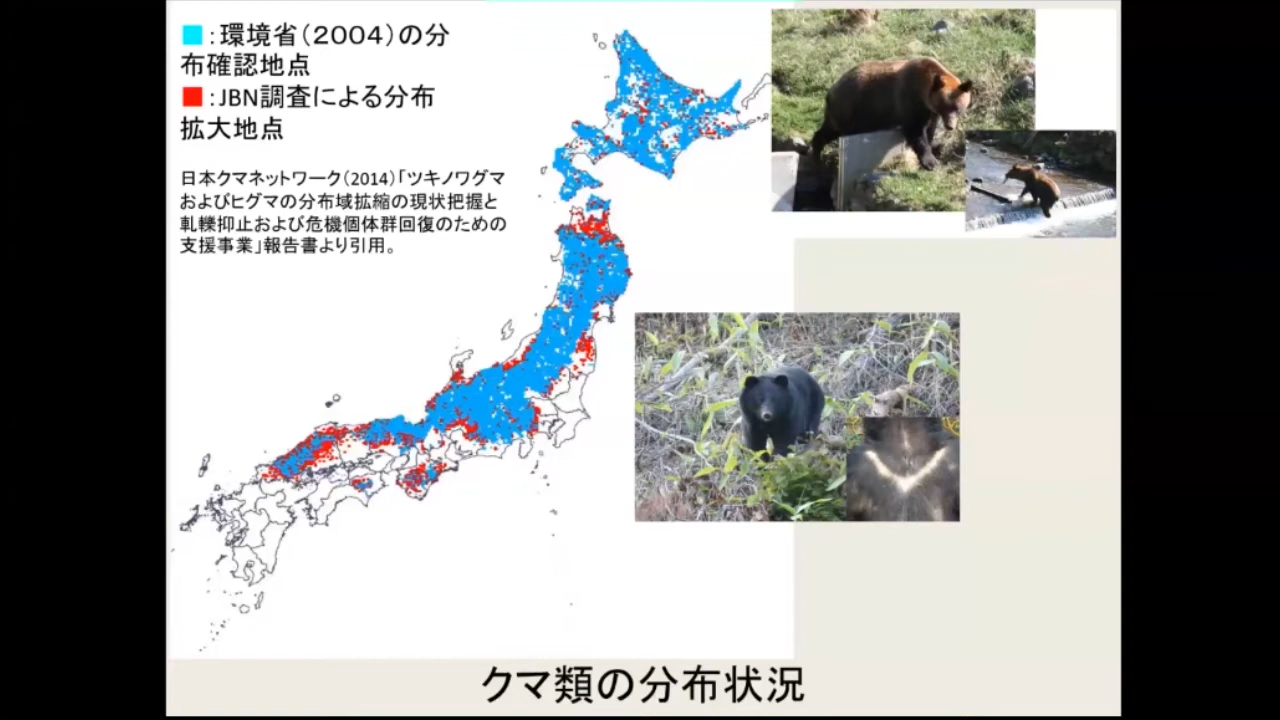 ■:環境省(2004)の分
布確認地点
■:JBN調査による分布
拡大地点
日本クマネットワーク(2014)「ツキノワグマ
およびヒグマの分布域拡縮の現状把握と
軋轢抑止および危機個体群回復のための
支援事業」報告書より引用。
クマ類の分布状況